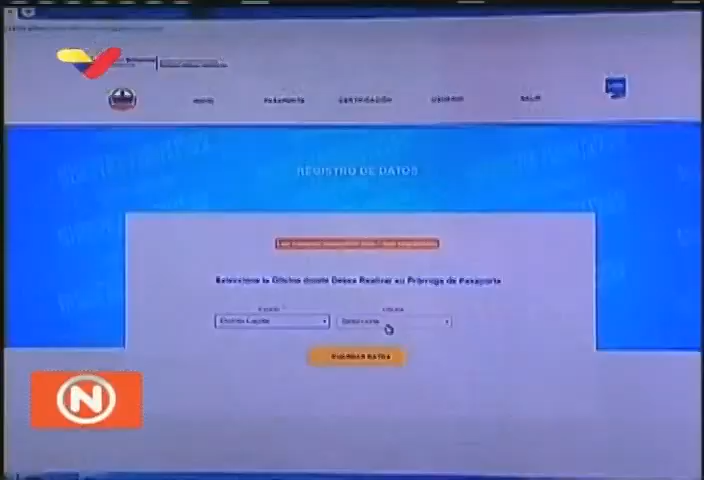 INICIO PASAPORTE CERTIFICACIÓN USUARIO SALIR
REGISTRO DE DATOS
Seleccione la Oficina donde Desea Realizar su Prórroga de Pasaporte
Estado Oficina
Distrito Capital Seleccione
GUARDAR DATOS
N